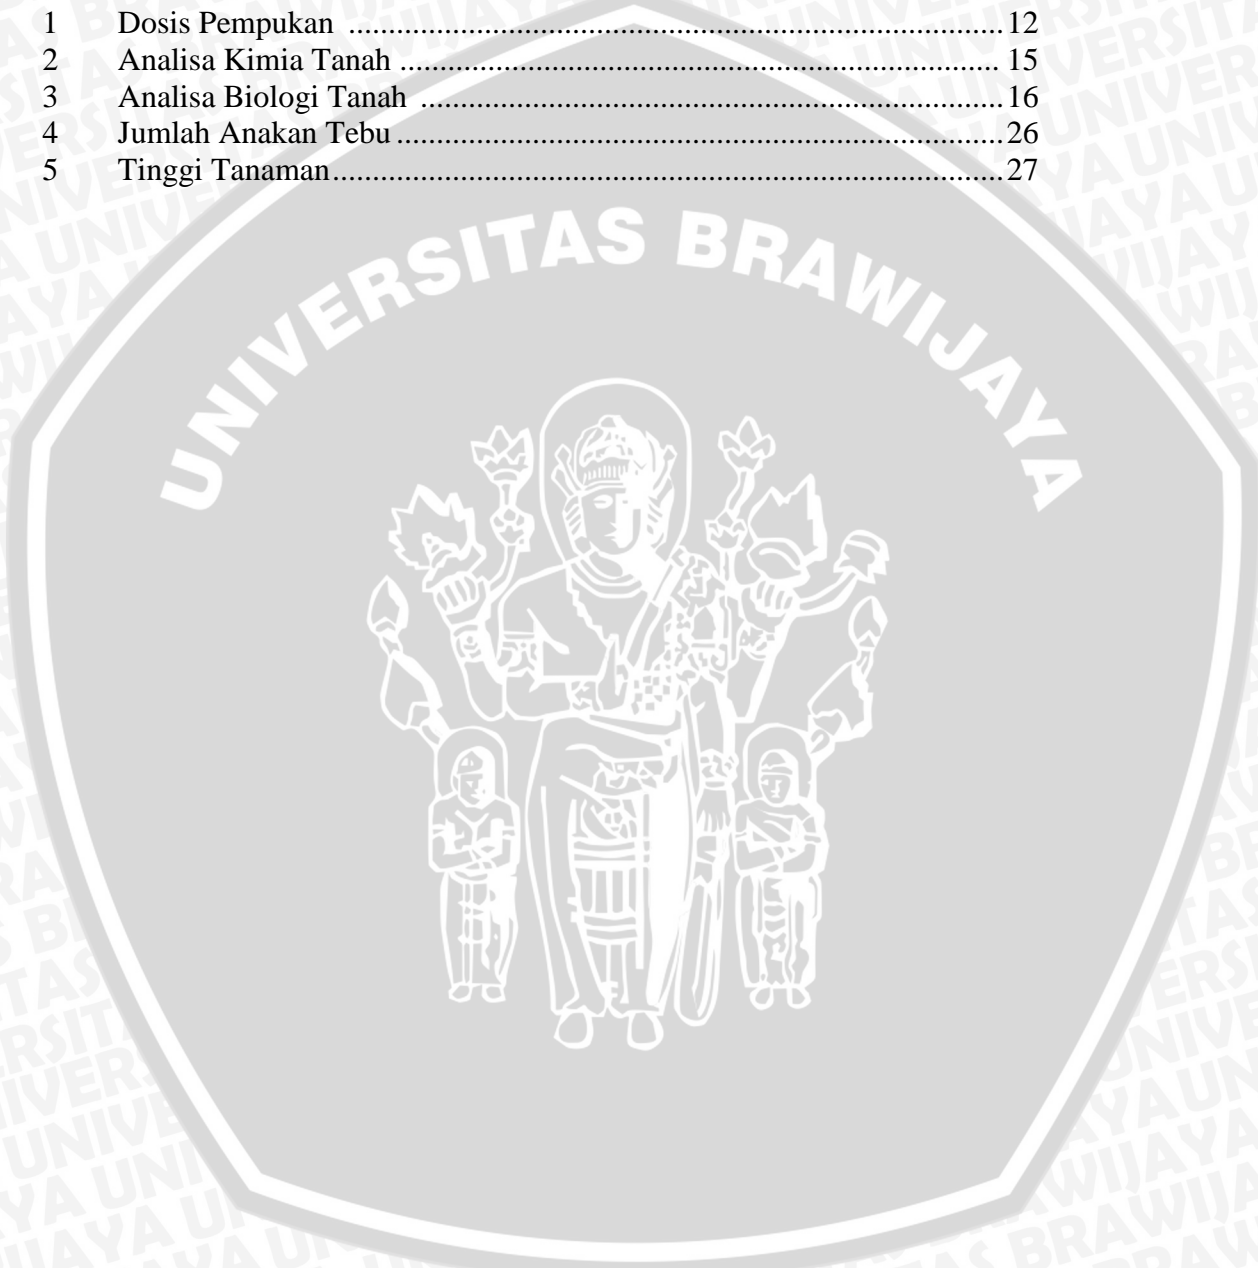 1 Dosis Pempukan ................................................................................. 12
2 Analisa Kimia Tanah ........................................................................... 15
3 Analisa Biologi Tanah ......................................................................... 16
4 Jumlah Anakan Tebu ............................................................................ 26
5 Tinggi Tanaman .................................................................................... 27
UNIVERSITAS BRAWIJAYA